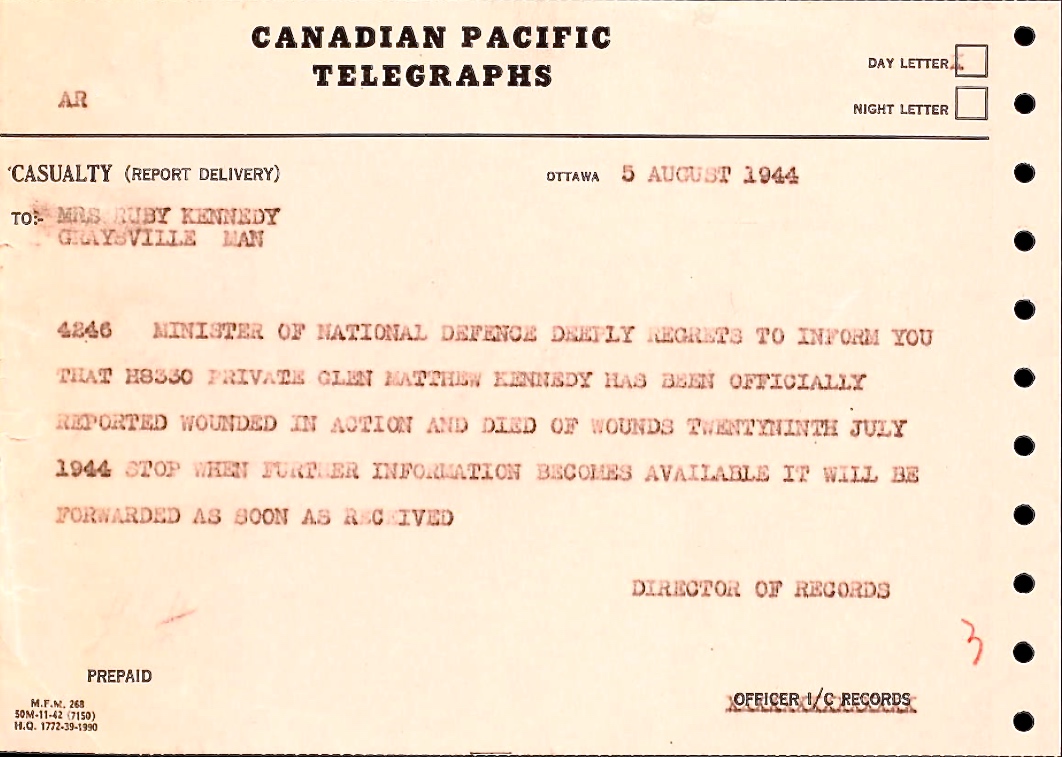 CANADIAN PACIFIC
TELEGRAPHS
DAY LETTER
AR
NIGHT LETTER
CASUALTY (REPORT DELIVERY)
OTTAWA 5 AUGUST 1944
TO:- MRS RUBY KENNEDY
GRAYSVILLE MAN
4246 MINISTER OF NATIONAL DEFENCE DEEPLY REGRETS TO INFORM YOU
THAT H8330 PRIVATE GLEN MATTHEW KENNEDY HAS BEEN OFFICIALLY
REPORTED WOUNDED IN ACTION AND DIED OF WOUNDS TWENTYNINTH JULY
1944 STOP WHEN FURTHER INFORMATION BECOMES AVAILABLE IT WILL BE
FORWARDED AS SOON AS RECEIVED
DIRECTOR OF RECORDS
3
PREPAID
OFFICER I/C RECORDS
M.F.M. 268
50M-11-42 (7150)
H.Q. 1772-39-1990